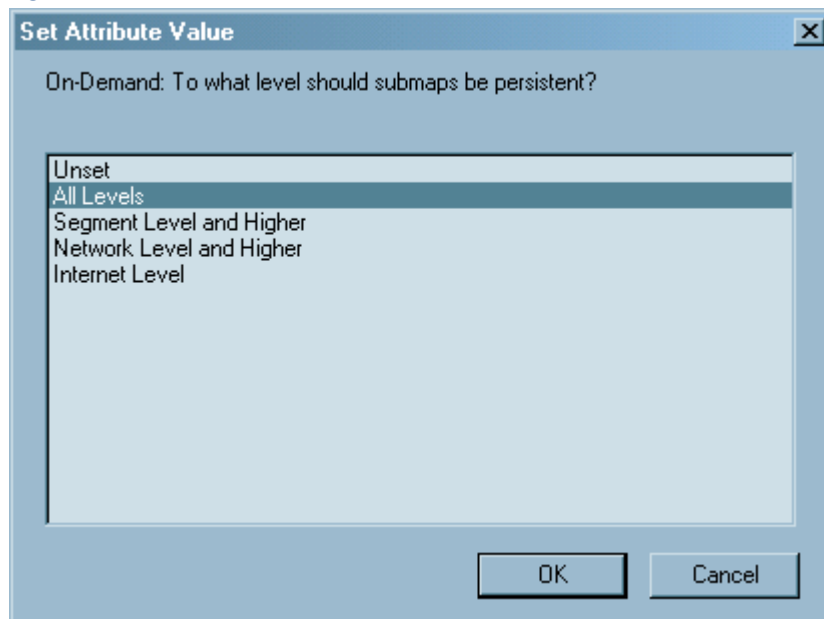 Set Attribute Value
On-Demand: To what level should submaps be persistent?
Unset
All Levels
Segment Level and Higher
Network Level and Higher
Internet Level
OK
Cancel